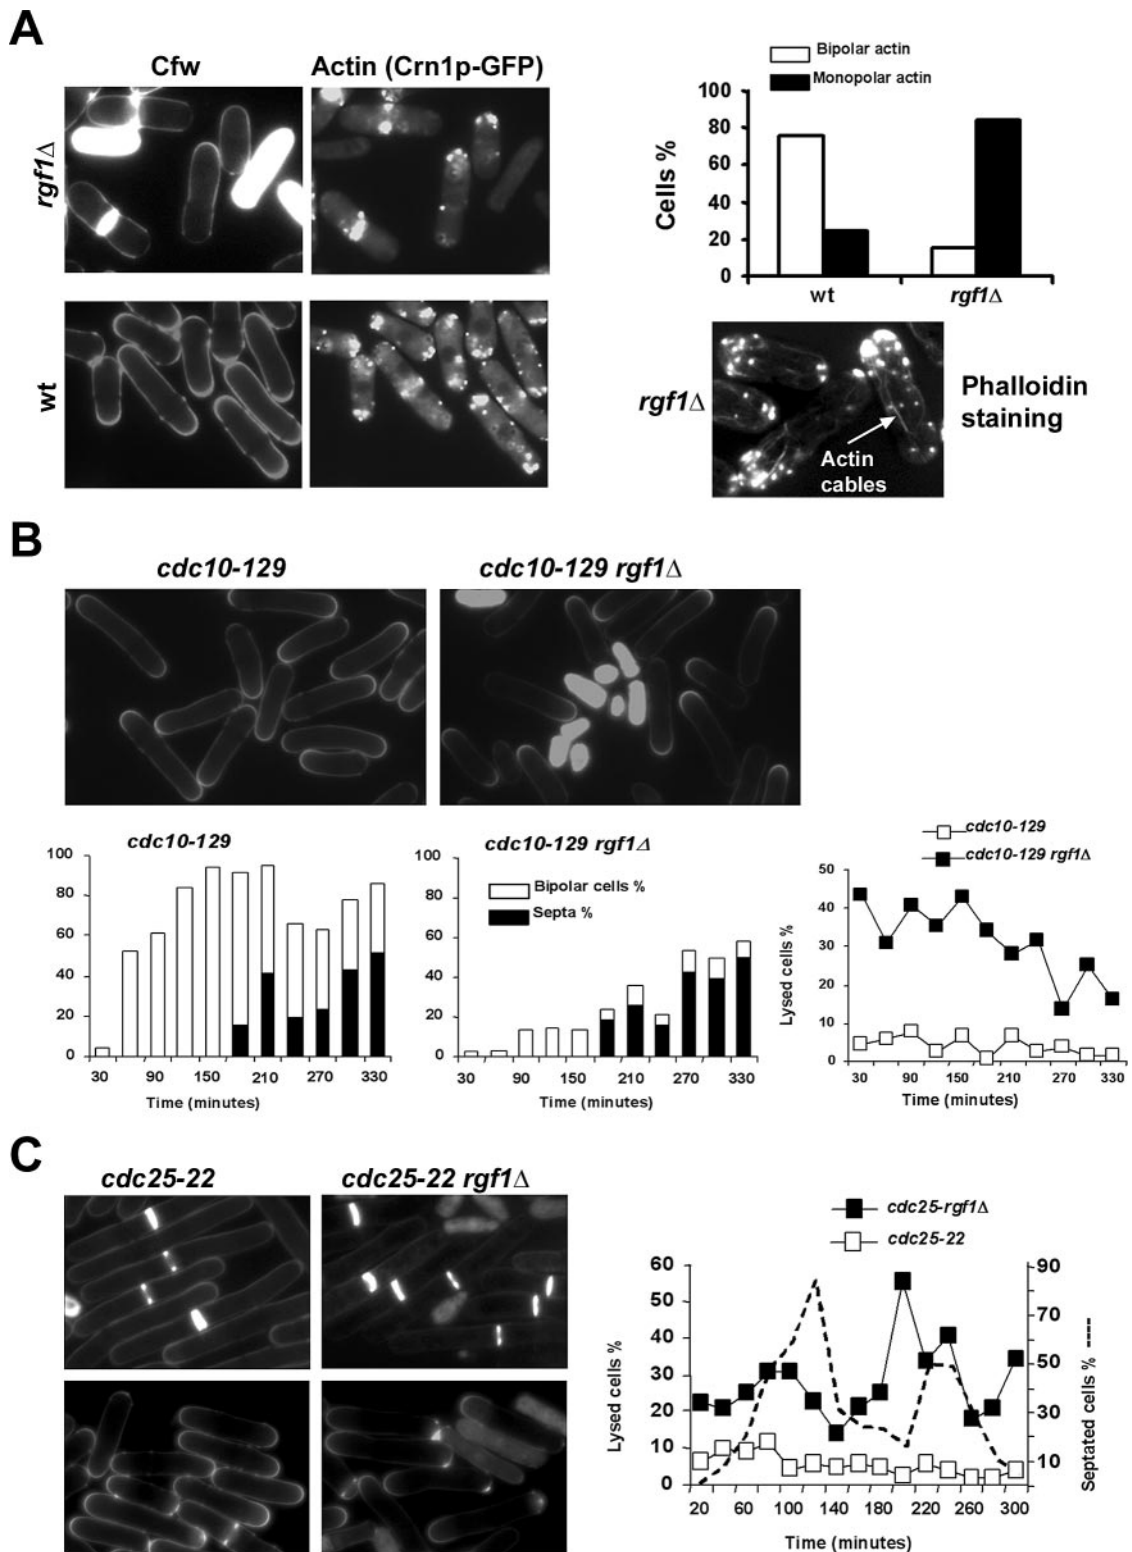 A
Cfw
Actin (Crn1p-GFP)
rgf1Δ
wt
Bipolar actin
Monopolar actin
Cells %
100
80
60
40
20
0
wt
rgf1Δ
rgf1Δ
Actin
cables
Phalloidin
staining
B
cdc10-129
cdc10-129 rgf1Δ
cdc10-129
100
80
60
40
20
0
30 90 150 210 270 330
Time (minutes)
cdc10-129 rgf1Δ
Bipolar cells %
Septa %
100
80
60
40
20
0
30 90 150 210 270 330
Time (minutes)
cdc10-129
cdc10-129 rgf1Δ
Lysed cells %
50
40
30
20
10
0
30 90 150 210 270 330
Time (minutes)
C
cdc25-22
cdc25-22 rgf1Δ
cdc25-rgf1Δ
cdc25-22
Lysed cells %
60
50
40
30
20
10
0
90
70
50
30
10
Septated cells % ----
20 60 100 140 180 220 260 300
Time (minutes)